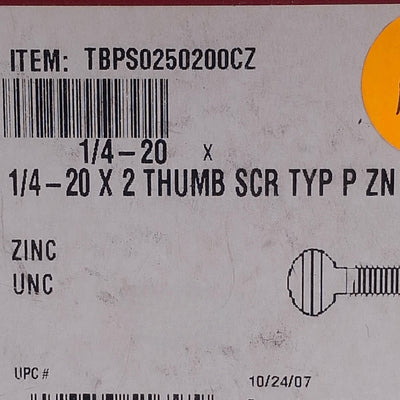 ITEM: TBPS0250200CZ
1/4-20 x
1/4-20 X 2 THUMB SCR TYP P ZN
ZINC
UNC
UPC#
10/24/07